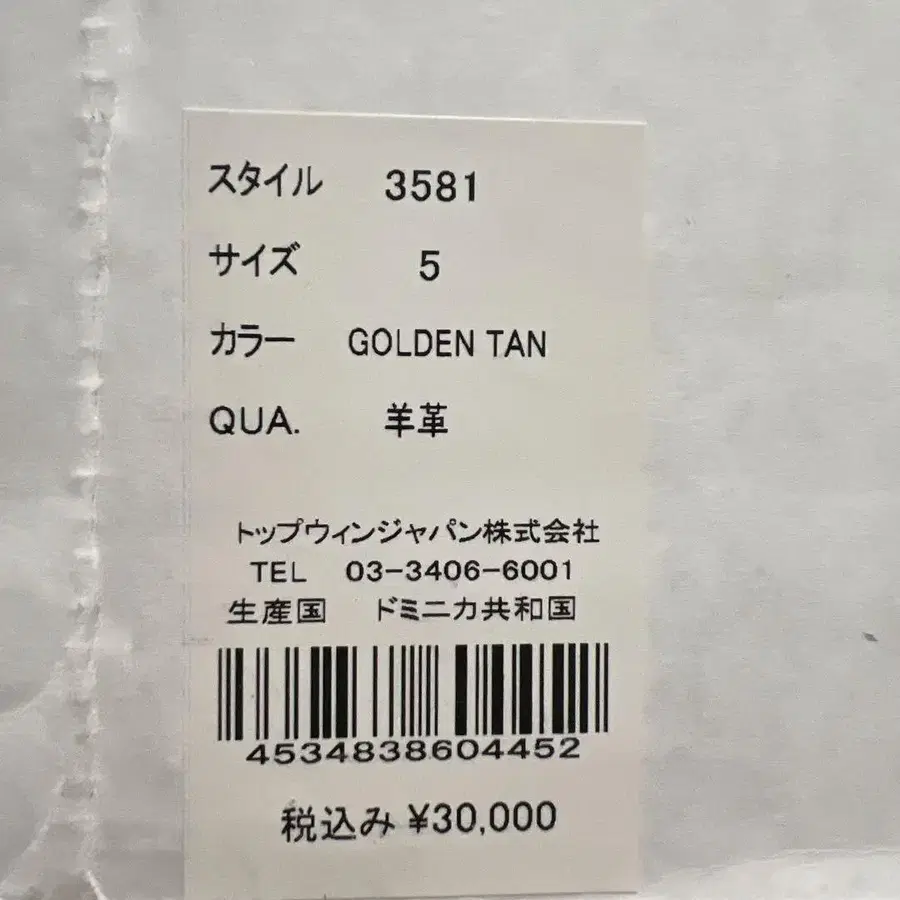 スタイル 3581
サイズ 5
カラー GOLDEN TAN
QUA. 羊革
トップウィンジャパン株式会社
TEL 03-3406-6001
生産国 ドミニカ共和国
4534838604452
税込み ¥30,000